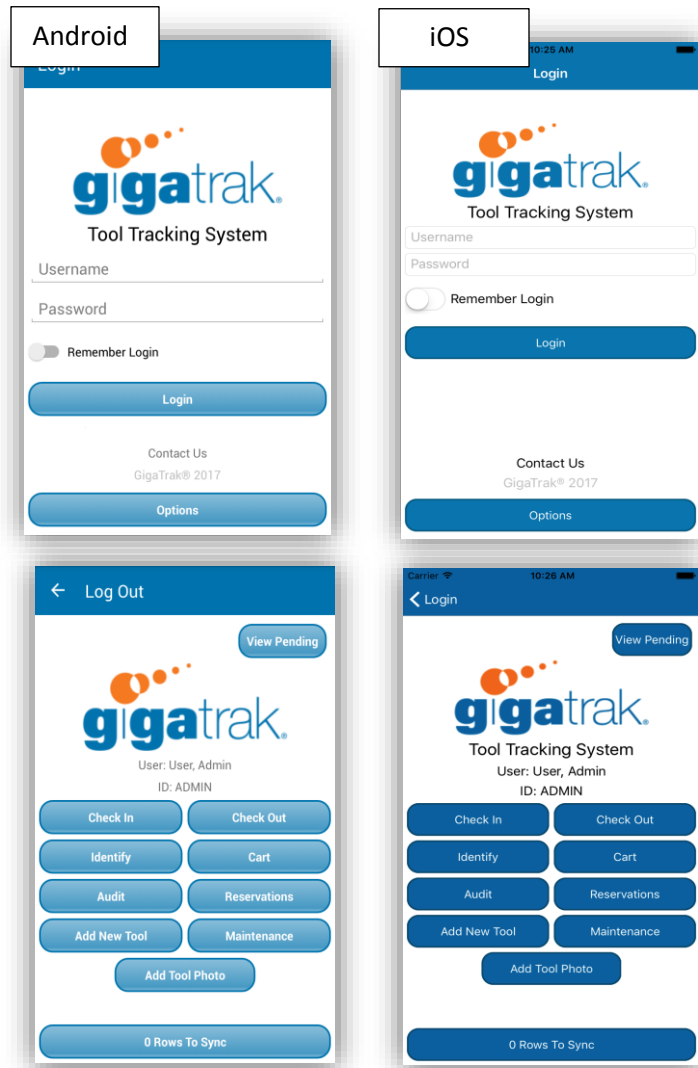 Android
Login
gigatrak®
Tool Tracking System
Username
Password
Remember Login
Login
Contact Us
GigaTrak® 2017
Options
iOS
10:25 AM
Login
gigatrak®
Tool Tracking System
Username
Password
Remember Login
Login
Contact Us
GigaTrak® 2017
Options
← Log Out
View Pending
gigatrak®
User: User, Admin
ID: ADMIN
Check In Check Out
Identify Cart
Audit Reservations
Add New Tool Maintenance
Add Tool Photo
0 Rows To Sync
Carrier 10:26 AM
Login
View Pending
gigatrak®
Tool Tracking System
User: User, Admin
ID: ADMIN
Check In Check Out
Identify Cart
Audit Reservations
Add New Tool Maintenance
Add Tool Photo
0 Rows To Sync